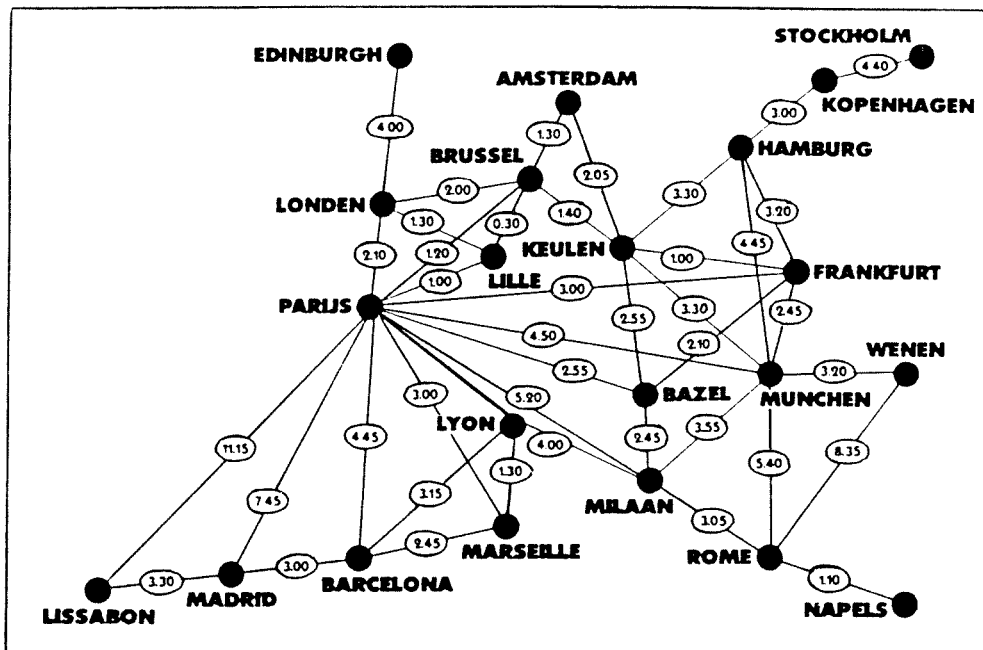 STOCKHOLM
EDINBURGH
4.40
AMSTERDAM
KOPENHAGEN
3.00
4.00
1.30
HAMBURG
BRUSSEL
2.05
2.00
3.30
LONDEN
1.30
0.30
1.40
3.20
4.45
2.10
1.20
KEULEN
1.00
FRANKFURT
LILLE
1.00
3.00
PARIJS
3.30
2.45
2.55
4.50
2.10
WENEN
2.55
3.20
3.00
5.20
BAZEL
MUNCHEN
LYON
4.00
3.55
4.45
2.45
11.15
1.30
5.40
8.35
7.45
3.15
MILAAN
3.05
2.45
MARSEILLE
ROME
3.30
3.00
BARCELONA
1.10
LISSABON
MADRID
NAPELS